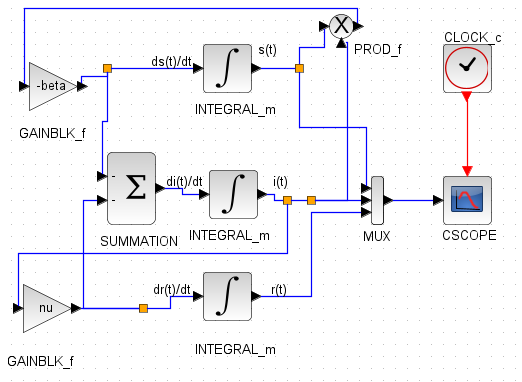 CLOCK_c
s(t)
X
PROD_f
ds(t)/dt
∫
-beta
INTEGRAL_m
GAINBLK_f
-
Σ
-
di(t)/dt
∫
i(t)
SUMMATION
INTEGRAL_m
MUX
CSCOPE
dr(t)/dt
∫
r(t)
nu
INTEGRAL_m
GAINBLK_f